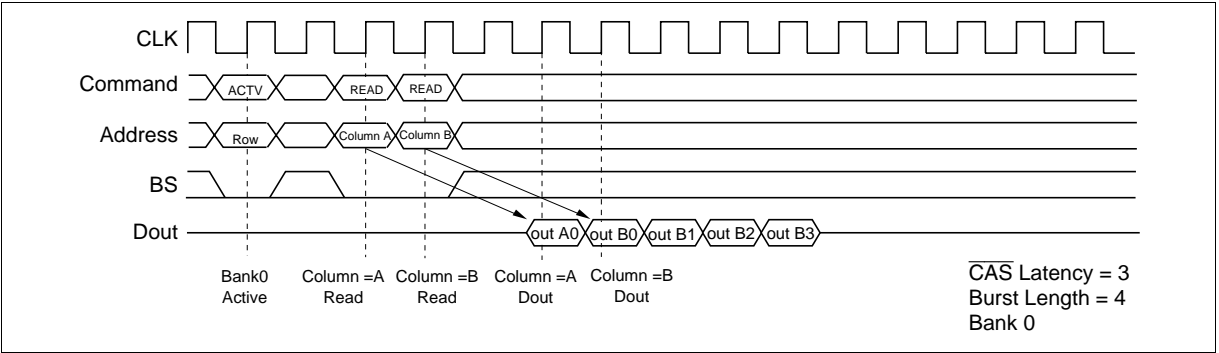 CLK
Command ACTV READ READ
Address Row Column A Column B
BS
Dout out A0 out B0 out B1 out B2 out B3
Bank0 Column =A Column =B Column =A Column =B
Active Read Read Dout Dout
CAS Latency = 3
Burst Length = 4
Bank 0